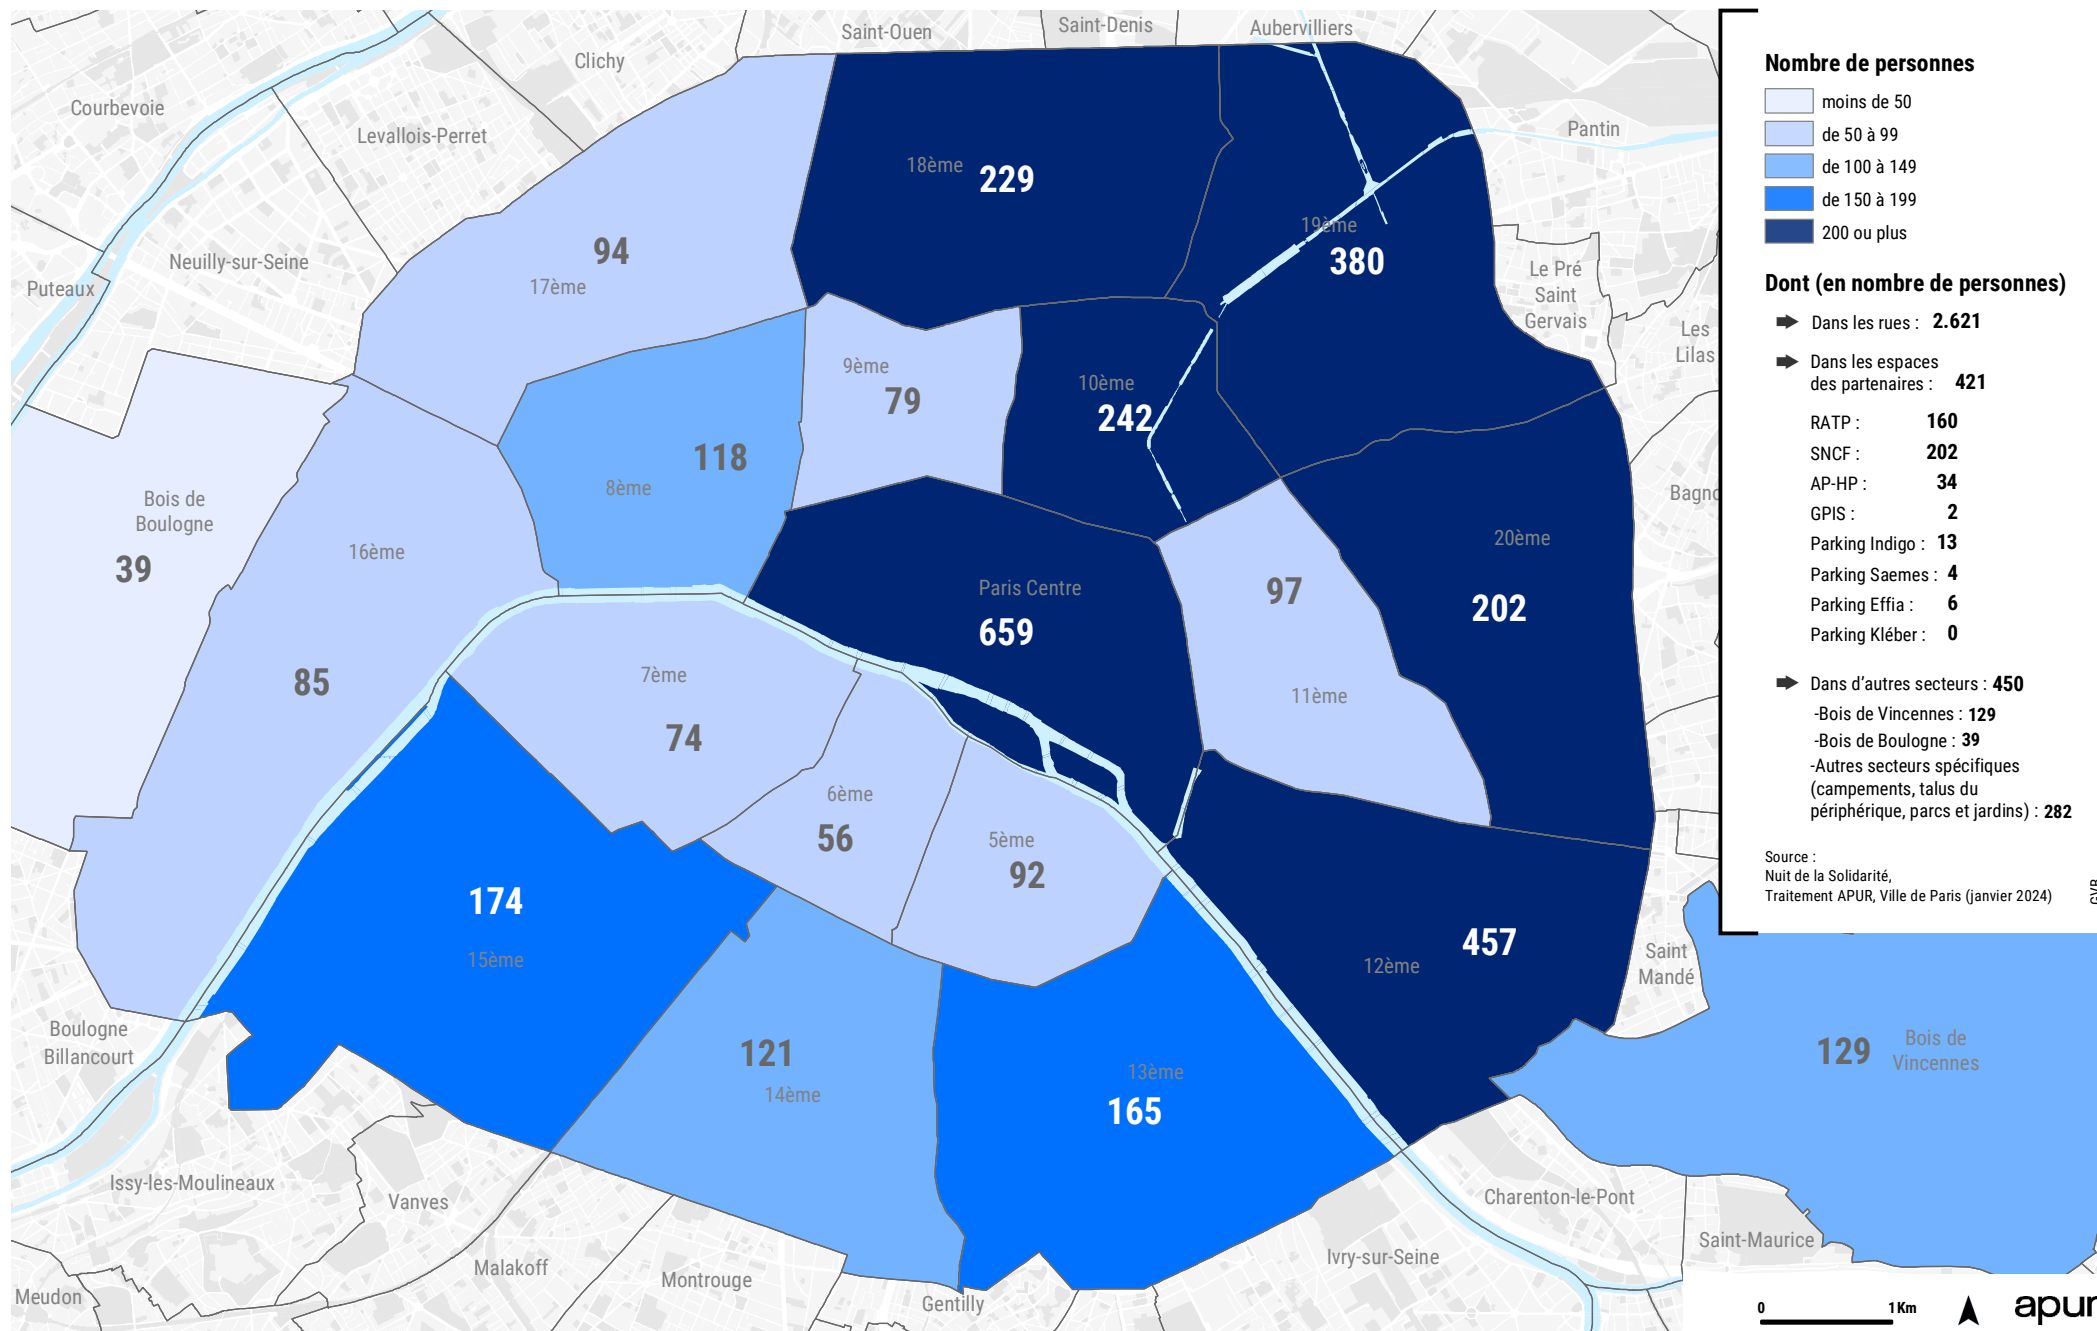 Saint-Ouen
Saint-Denis
Aubervilliers
Clichy
Courbevoie
Levallois-Perret
Pantin
18ème
229
19ème
380
94
17ème
Neuilly-sur-Seine
Puteaux
Le Pré
Saint
Gervais
Les
Lilas
9ème
79
10ème
242
118
8ème
Bois de
Boulogne
39
16ème
85
Bagno
20ème
202
Paris Centre
659
97
11ème
7ème
74
6ème
56
5ème
92
174
15ème
457
12ème
Saint
Mandé
Boulogne
Billancourt
121
14ème
13ème
165
129
Bois de
Vincennes
Issy-les-Moulineaux
Vanves
Malakoff
Montrouge
Meudon
Gentilly
Ivry-sur-Seine
Charenton-le-Pont
Saint-Maurice
Nombre de personnes
moins de 50
de 50 à 99
de 100 à 149
de 150 à 199
200 ou plus
Dont (en nombre de personnes)
Dans les rues : 2.621
Dans les espaces
des partenaires : 421
RATP : 160
SNCF : 202
AP-HP : 34
GPIS : 2
Parking Indigo : 13
Parking Saemes : 4
Parking Effia : 6
Parking Kléber : 0
Dans d'autres secteurs : 450
-Bois de Vincennes : 129
-Bois de Boulogne : 39
-Autres secteurs spécifiques
(campements, talus du
périphérique, parcs et jardins) : 282
Source :
Nuit de la Solidarité,
Traitement APUR, Ville de Paris (janvier 2024)
0 1 Km
apur